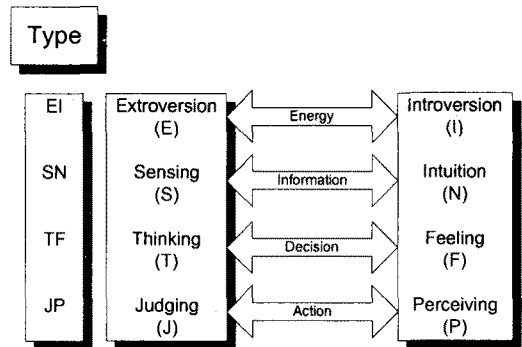 Type
EI
Extroversion
(E)
Energy
Introversion
(I)
SN
Sensing
(S)
Information
Intuition
(N)
TF
Thinking
(T)
Decision
Feeling
(F)
JP
Judging
(J)
Action
Perceiving
(P)